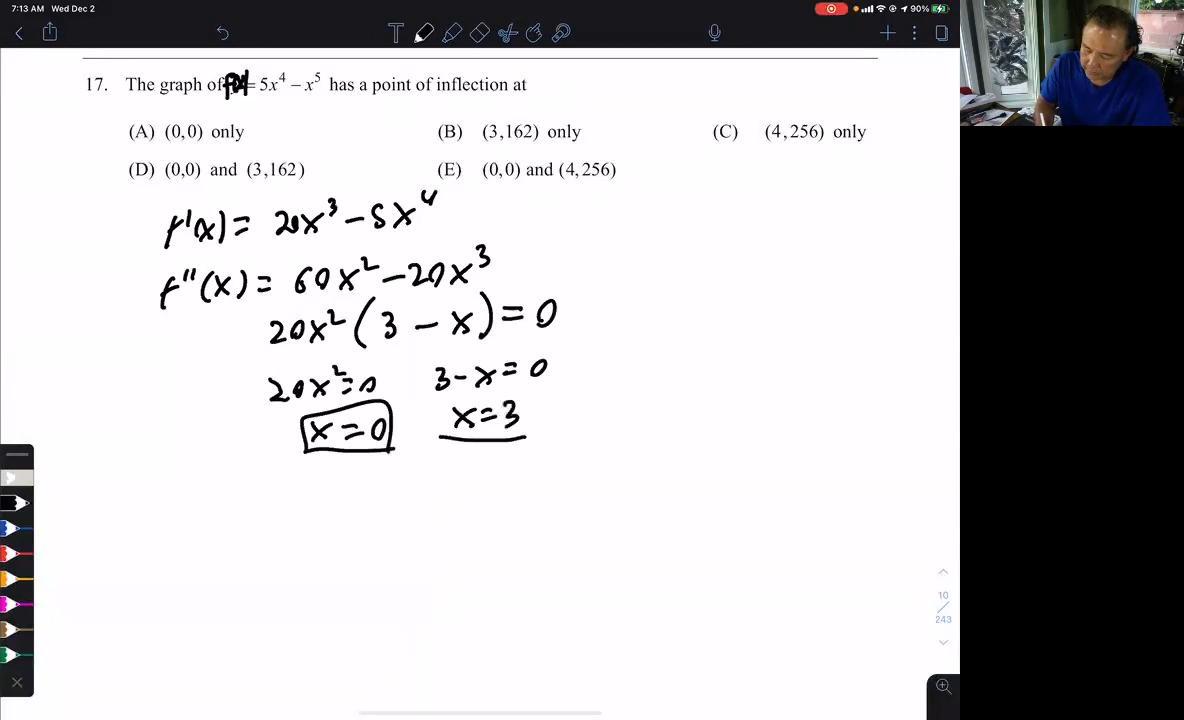 7:13 AM Wed Dec 2
90%
17. The graph of f(x) = 5x⁴ − x⁵ has a point of inflection at
(A) (0,0) only (B) (3,162) only (C) (4,256) only
(D) (0,0) and (3,162) (E) (0,0) and (4,256)
f'(x) = 20x³ − 5x⁴
f''(x) = 60x² − 20x³
20x² (3 − x) = 0
20x² = 0 3 − x = 0
x = 0 x = 3
10
/
243